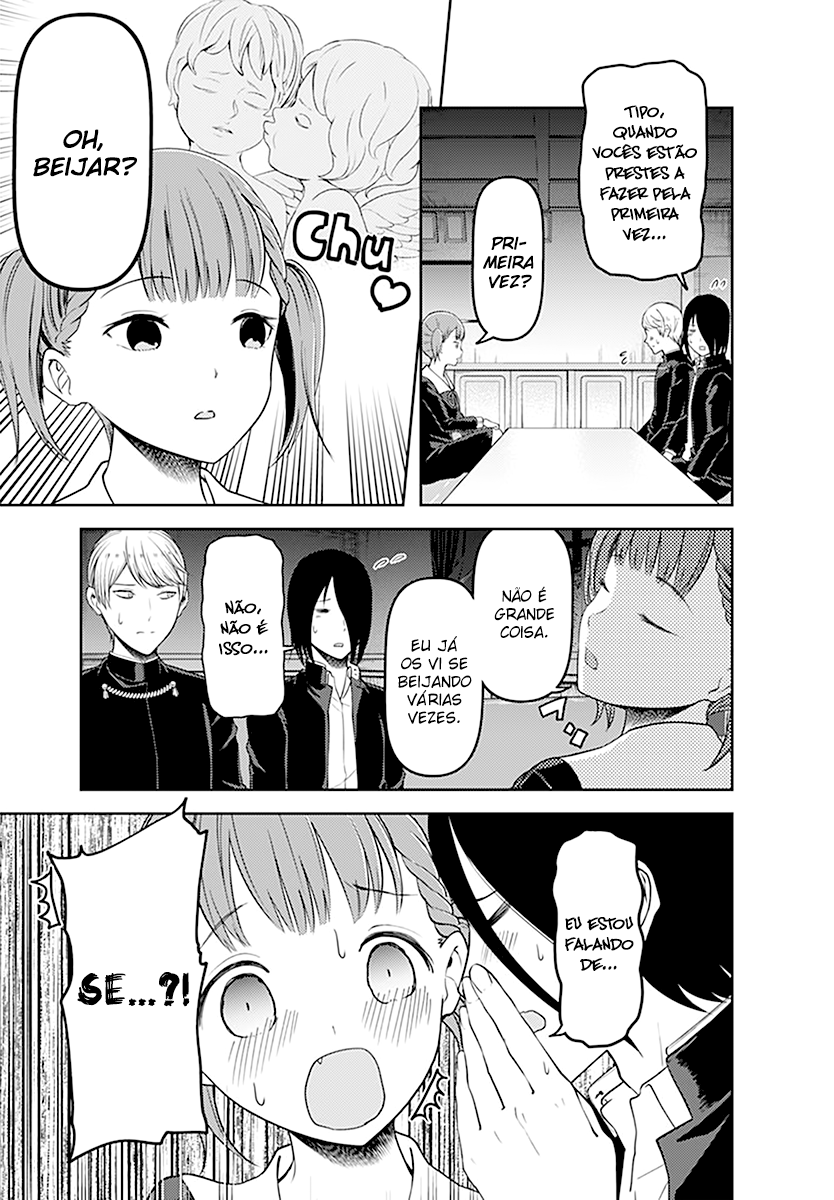 TIPO,
QUANDO
VOCÊS ESTÃO
PRESTES A
FAZER PELA
PRIMEIRA
VEZ...
PRI-
MEIRA
VEZ?
OH,
BEIJAR?
Chu
NÃO É
GRANDE
COISA.
EU JÁ
OS VI SE
BEIJANDO
VÁRIAS
VEZES.
NÃO,
NÃO É
ISSO...
EU ESTOU
FALANDO
DE...
SE...?!